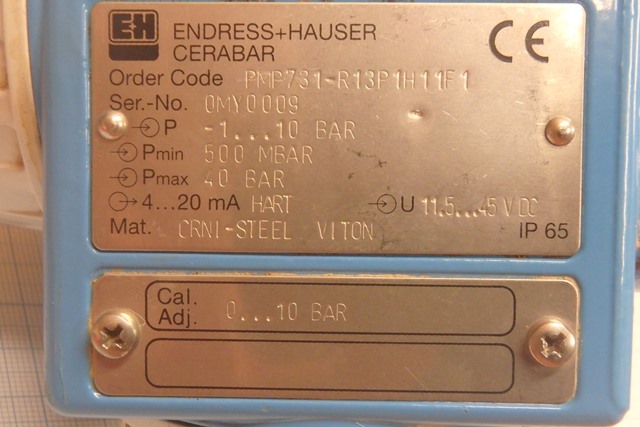 E+H ENDRESS+HAUSER
CERABAR
CE
Order Code PMP731-R13P1H11F1
Ser.-No. 0MY0009
P -1...10 BAR
Pmin 500 MBAR
Pmax 40 BAR
4...20 mA HART U 11.5...45 V DC
Mat. CRNI-STEEL VITON IP 65
Cal.
Adj. 0...10 BAR